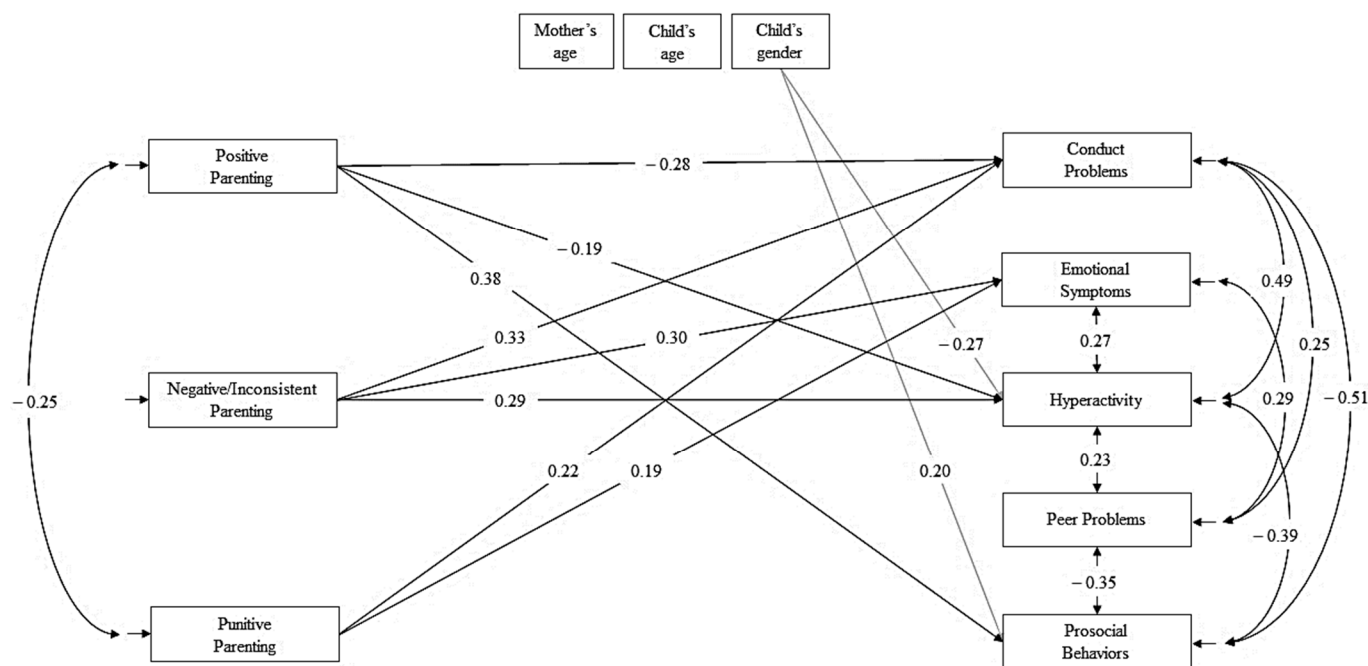 Mother’s
age
Child’s
age
Child’s
gender
Positive
Parenting
Conduct
Problems
−0.28
−0.19
0.38
Emotional
Symptoms
0.49
0.33
0.30
−0.27
0.27
0.25
Negative/Inconsistent
Parenting
−0.25
0.29
Hyperactivity
0.29
−0.51
0.23
0.22
0.19
0.20
Peer Problems
−0.39
−0.35
Punitive
Parenting
Prosocial
Behaviors